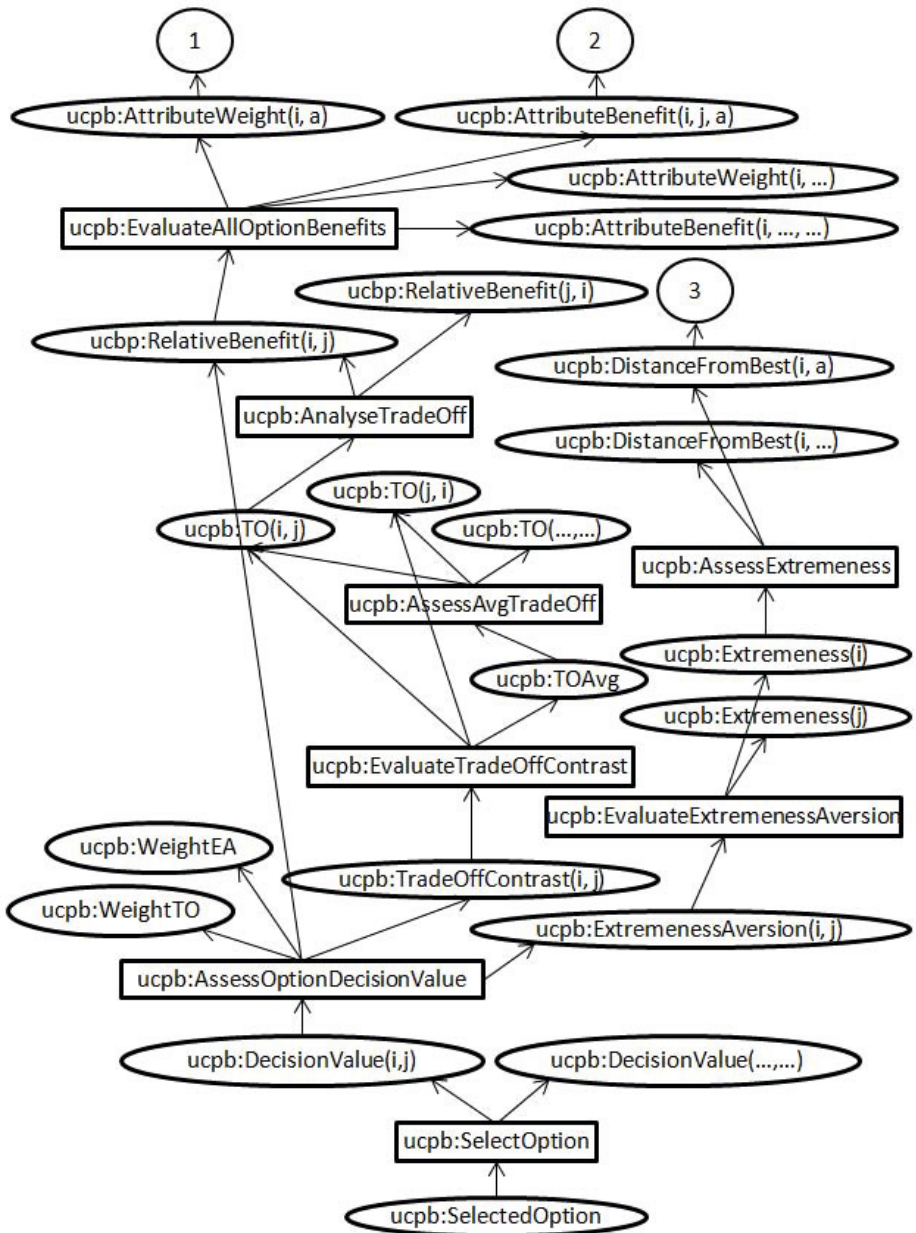 1
2
ucpb:AttributeWeight(i, a)
ucpb:AttributeBenefit(i, j, a)
ucpb:AttributeWeight(i, ...)
ucpb:EvaluateAllOptionBenefits
ucpb:AttributeBenefit(i, ..., ...)
ucbp:RelativeBenefit(j, i)
3
ucbp:RelativeBenefit(i, j)
ucpb:DistanceFromBest(i, a)
ucpb:AnalyseTradeOff
ucpb:DistanceFromBest(i, ...)
ucpb:TO(j, i)
ucpb:TO(i, j)
ucpb:TO(...,...)
ucpb:AssessExtremeness
ucpb:AssessAvgTradeOff
ucpb:Extremeness(i)
ucpb:TOAvg
ucpb:Extremeness(j)
ucpb:EvaluateTradeOffContrast
ucpb:EvaluateExtremenessAversion
ucpb:WeightEA
ucpb:TradeOffContrast(i, j)
ucpb:WeightTO
ucpb:ExtremenessAversion(i, j)
ucpb:AssessOptionDecisionValue
ucpb:DecisionValue(i,j)
ucpb:DecisionValue(...,...)
ucpb:SelectOption
ucpb:SelectedOption